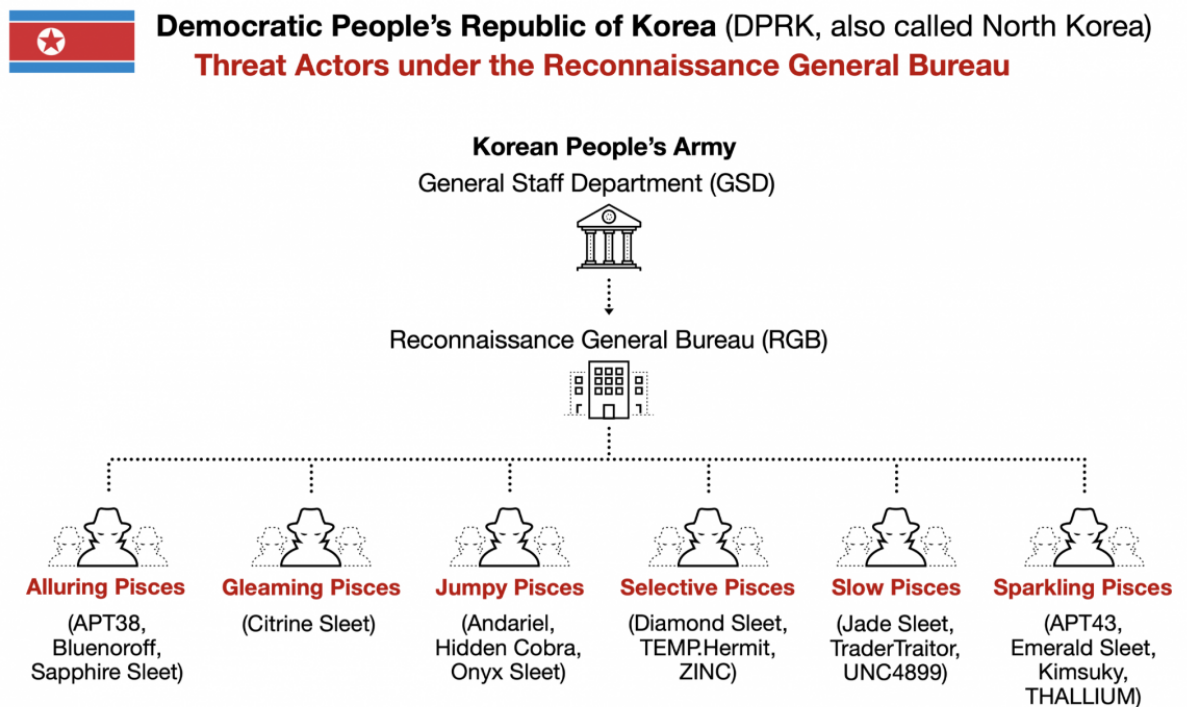 Democratic People's Republic of Korea (DPRK, also called North Korea)
Threat Actors under the Reconnaissance General Bureau
Korean People's Army
General Staff Department (GSD)
Reconnaissance General Bureau (RGB)
Alluring Pisces
(APT38,
Bluenoroff,
Sapphire Sleet)
Gleaming Pisces
(Citrine Sleet)
Jumpy Pisces
(Andariel,
Hidden Cobra,
Onyx Sleet)
Selective Pisces
(Diamond Sleet,
TEMP.Hermit,
ZINC)
Slow Pisces
(Jade Sleet,
TraderTraitor,
UNC4899)
Sparkling Pisces
(APT43,
Emerald Sleet,
Kimsuky,
THALLIUM)